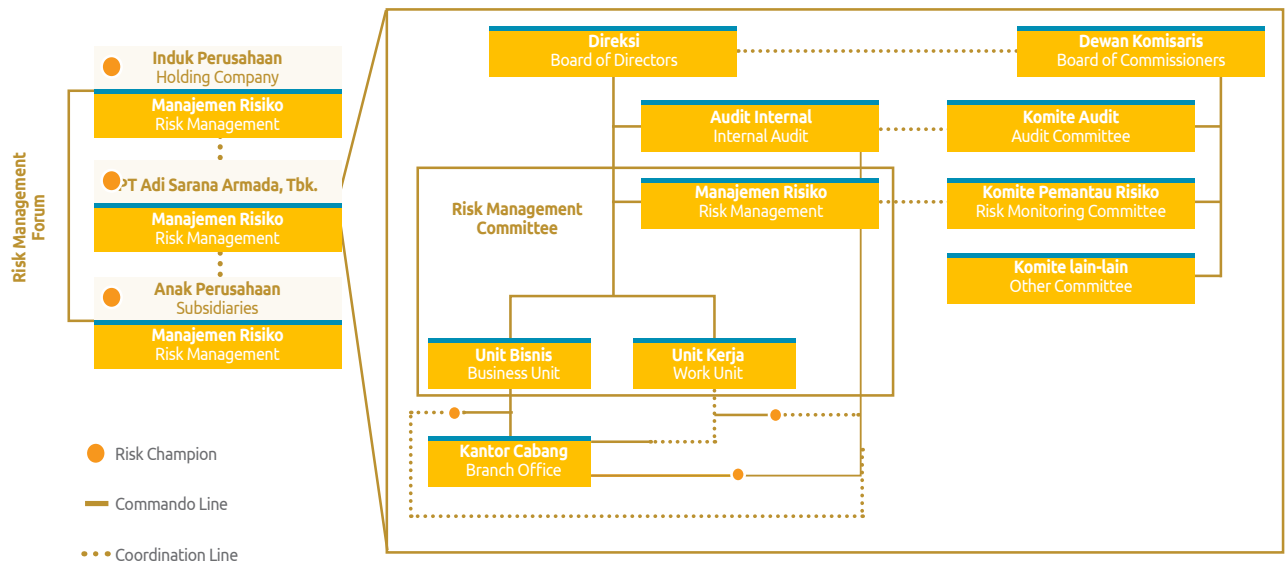 Risk Management
Forum
Induk Perusahaan
Holding Company
Manajemen Risiko
Risk Management
PT Adi Sarana Armada, Tbk.
Manajemen Risiko
Risk Management
Anak Perusahaan
Subsidiaries
Manajemen Risiko
Risk Management
Risk Champion
Commando Line
Coordination Line
Direksi
Board of Directors
Dewan Komisaris
Board of Commissioners
Audit Internal
Internal Audit
Komite Audit
Audit Committee
Risk Management
Committee
Manajemen Risiko
Risk Management
Komite Pemantau Risiko
Risk Monitoring Committee
Komite lain-lain
Other Committee
Unit Bisnis
Business Unit
Unit Kerja
Work Unit
Kantor Cabang
Branch Office